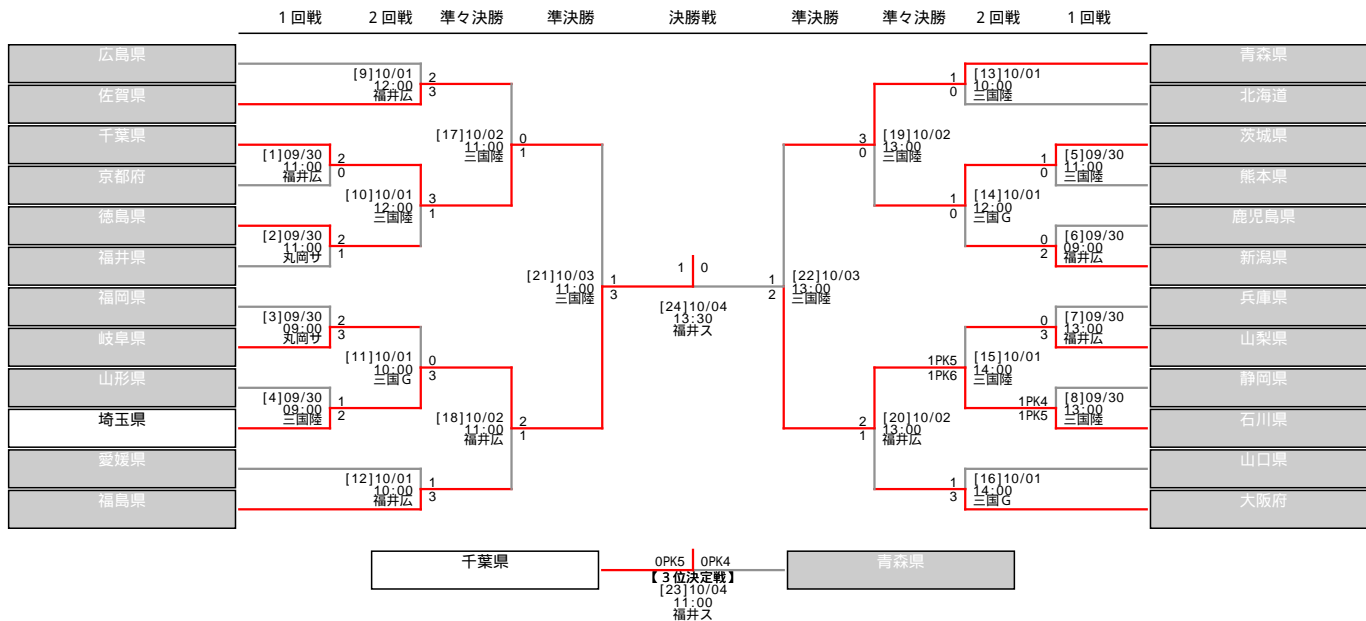 1回戦 2回戦 準々決勝 準決勝 決勝戦 準決勝 準々決勝 2回戦 1回戦
広島県
佐賀県
千葉県
京都府
徳島県
福井県
福岡県
岐阜県
山形県
埼玉県
愛媛県
福島県
[1]09/30
11:00
福井広
2
0
[2]09/30
11:00
丸岡サ
2
1
[3]09/30
09:00
丸岡サ
2
3
[4]09/30
09:00
三国陸
1
2
[9]10/01
12:00
福井広
2
3
[10]10/01
12:00
三国陸
3
1
[11]10/01
10:00
三国G
0
3
[12]10/01
10:00
福井広
1
3
[17]10/02
11:00
三国陸
0
1
[18]10/02
11:00
福井広
2
1
[21]10/03
11:00
三国陸
1
3
1 0
[24]10/04
13:30
福井ス
1
2
[22]10/03
13:00
三国陸
3
0
[19]10/02
13:00
三国陸
2
1
[20]10/02
13:00
福井広
1
0
[13]10/01
10:00
三国陸
1
0
[14]10/01
12:00
三国G
1PK5
1PK6
[15]10/01
14:00
三国陸
1
3
[16]10/01
14:00
三国G
1
0
[5]09/30
11:00
三国陸
0
2
[6]09/30
09:00
福井広
0
3
[7]09/30
13:00
福井広
1PK4
1PK5
[8]09/30
13:00
三国陸
青森県
北海道
茨城県
熊本県
鹿児島県
新潟県
兵庫県
山梨県
静岡県
石川県
山口県
大阪府
千葉県 0PK5 0PK4 青森県
【3位決定戦】
[23]10/04
11:00
福井ス